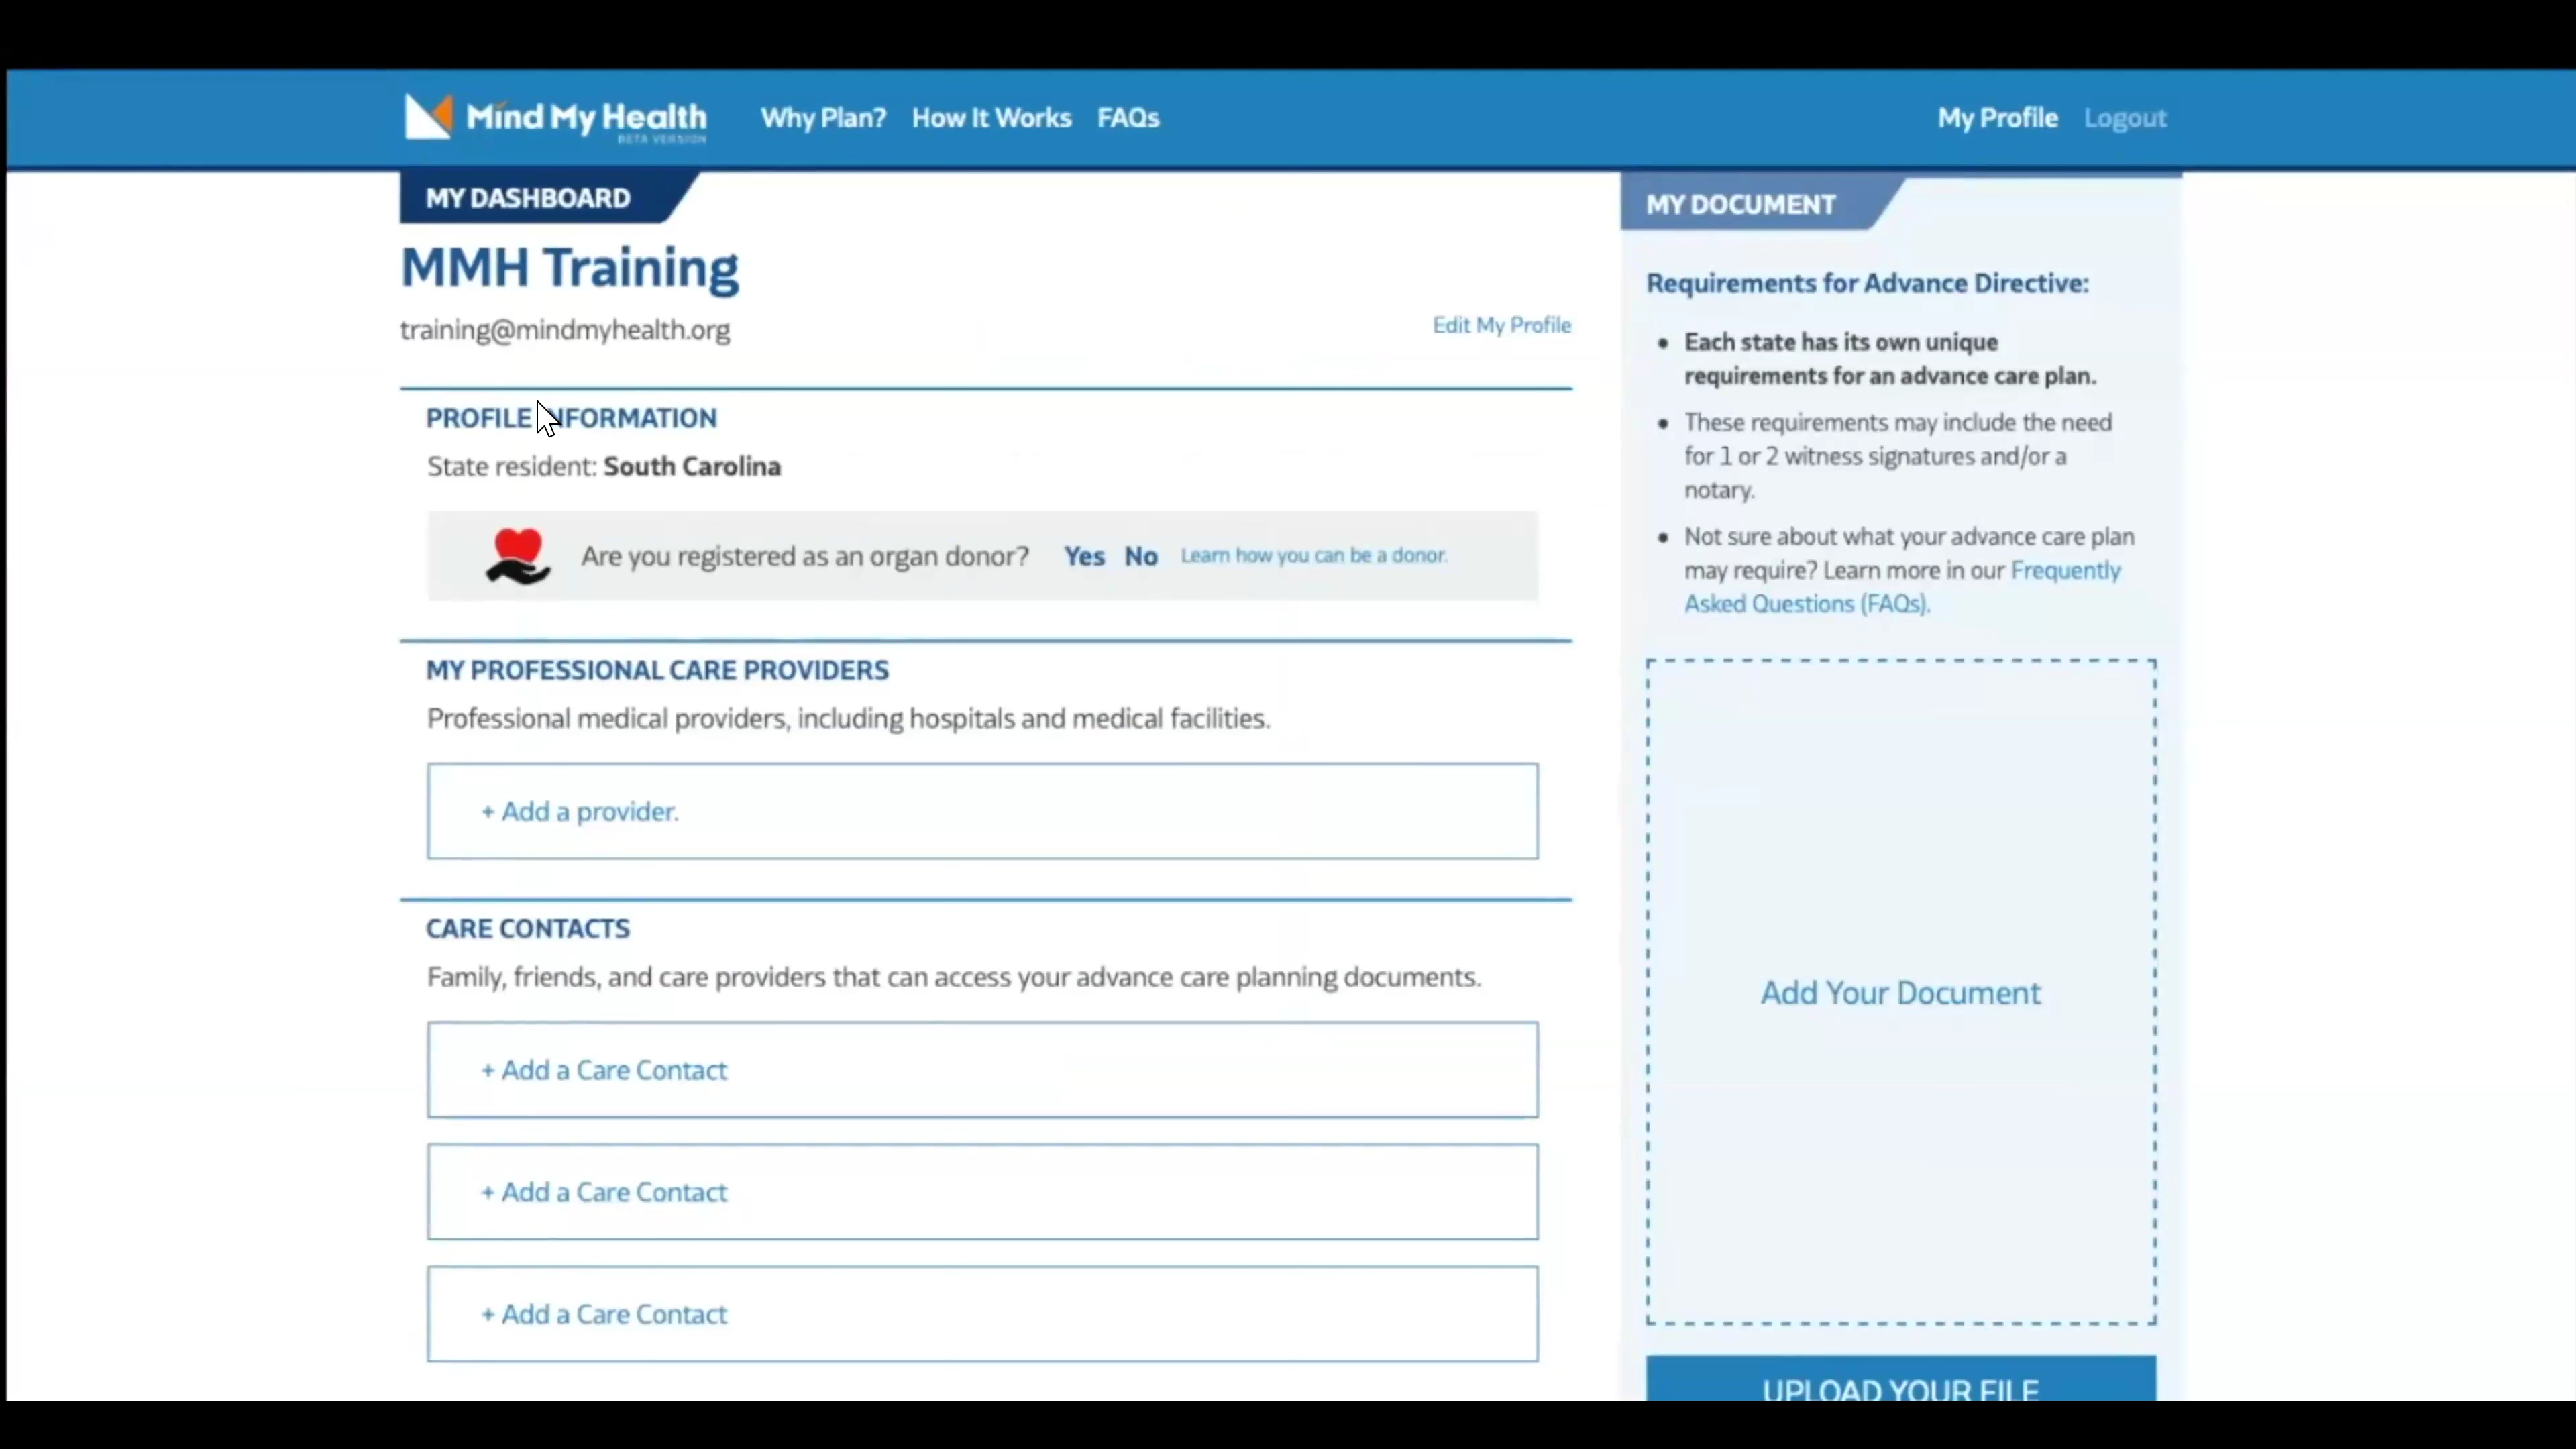 Mind My Health
BETA VERSION
Why Plan?
How It Works
FAQs
My Profile
Logout
MY DASHBOARD
MMH Training
training@mindmyhealth.org
Edit My Profile
PROFILE INFORMATION
State resident: South Carolina
Are you registered as an organ donor? Yes No Learn how you can be a donor.
MY PROFESSIONAL CARE PROVIDERS
Professional medical providers, including hospitals and medical facilities.
+ Add a provider.
CARE CONTACTS
Family, friends, and care providers that can access your advance care planning documents.
+ Add a Care Contact
+ Add a Care Contact
+ Add a Care Contact
MY DOCUMENT
Requirements for Advance Directive:
• Each state has its own unique
requirements for an advance care plan.
• These requirements may include the need
for 1 or 2 witness signatures and/or a
notary.
• Not sure about what your advance care plan
may require? Learn more in our Frequently
Asked Questions (FAQs).
Add Your Document
UPLOAD YOUR FILE